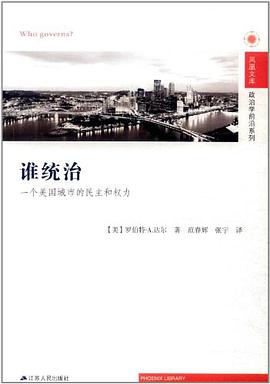 Who governs?
凤凰文库
政治学前沿系列
谁统治
一个美国城市的民主和权力
【美】罗伯特·A.达尔 著 范春辉 张宇 译
江苏人民出版社
PHOENIX LIBRARY